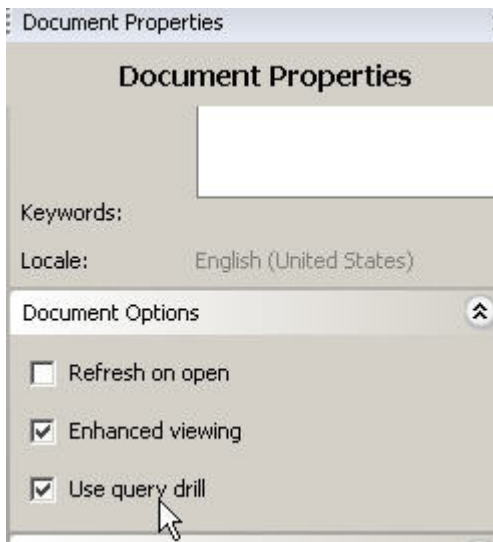 Document Properties
Document Properties
Keywords:
Locale: English (United States)
Document Options
Refresh on open
Enhanced viewing
Use query drill